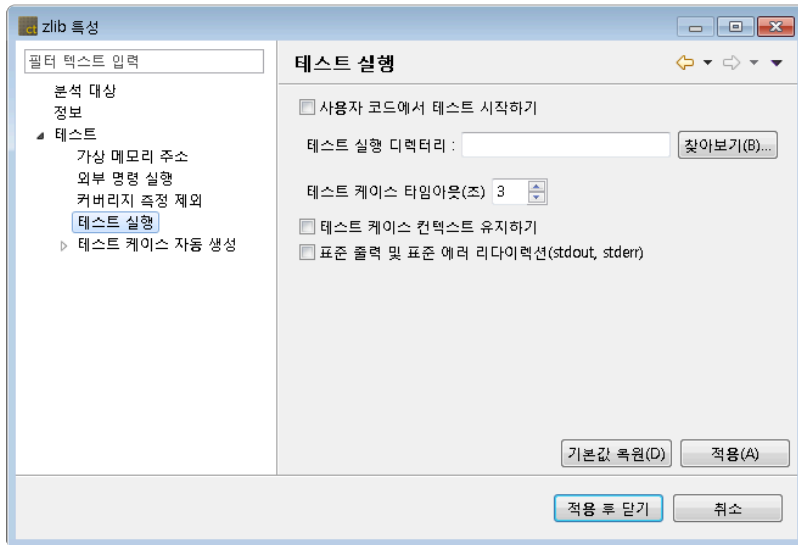 ct zlib 특성
필터 텍스트 입력
분석 대상
정보
테스트
가상 메모리 주소
외부 명령 실행
커버리지 측정 제외
테스트 실행
테스트 케이스 자동 생성
테스트 실행
사용자 코드에서 테스트 시작하기
테스트 실행 디렉터리 : 찾아보기(B)...
테스트 케이스 타임아웃(초) 3
테스트 케이스 컨텍스트 유지하기
표준 출력 및 표준 에러 리다이렉션(stdout, stderr)
기본값 복원(D) 적용(A)
적용 후 닫기 취소